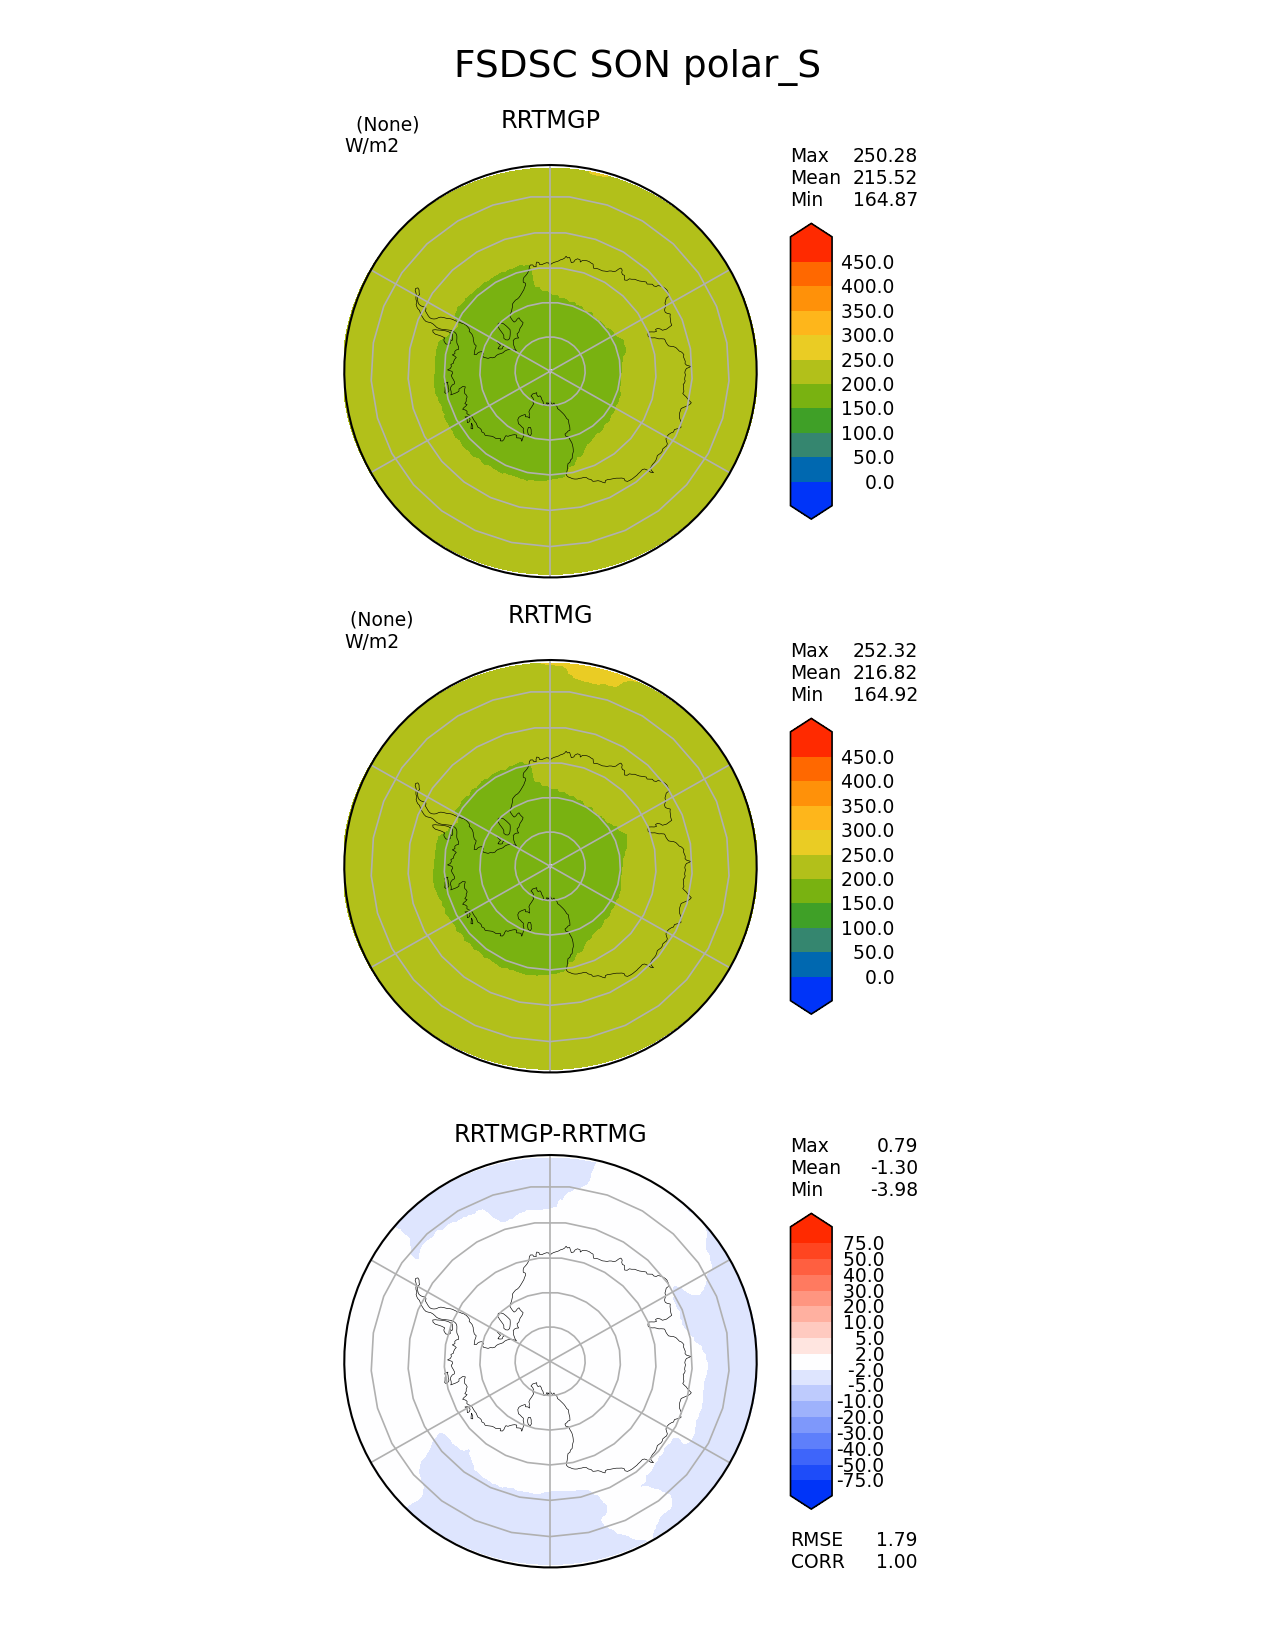 FSDSC SON polar_S
RRTMGP
(None)
W/m2
Max 250.28
Mean 215.52
Min 164.87
450.0
400.0
350.0
300.0
250.0
200.0
150.0
100.0
50.0
0.0
RRTMG
(None)
W/m2
Max 252.32
Mean 216.82
Min 164.92
450.0
400.0
350.0
300.0
250.0
200.0
150.0
100.0
50.0
0.0
RRTMGP-RRTMG
Max 0.79
Mean -1.30
Min -3.98
75.0
50.0
40.0
30.0
20.0
10.0
5.0
2.0
-2.0
-5.0
-10.0
-20.0
-30.0
-40.0
-50.0
-75.0
RMSE 1.79
CORR 1.00